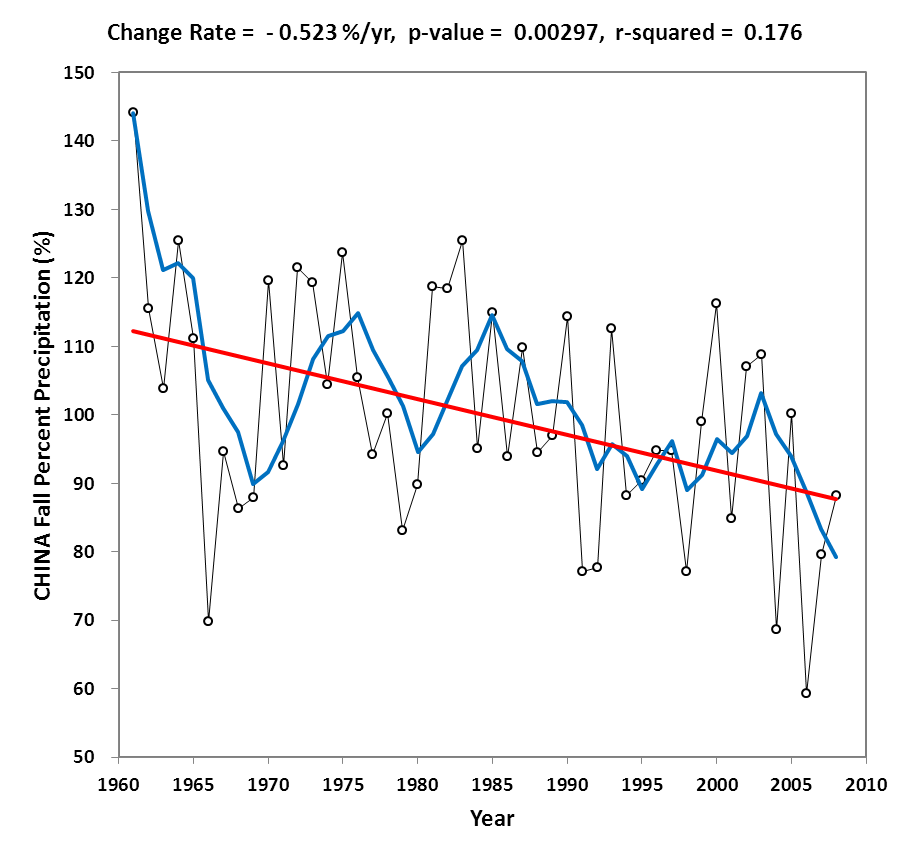 Change Rate = - 0.523 %/yr, p-value = 0.00297, r-squared = 0.176
150
140
130
120
110
100
90
80
70
60
50
CHINA Fall Percent Precipitation (%)
1960 1965 1970 1975 1980 1985 1990 1995 2000 2005 2010
Year